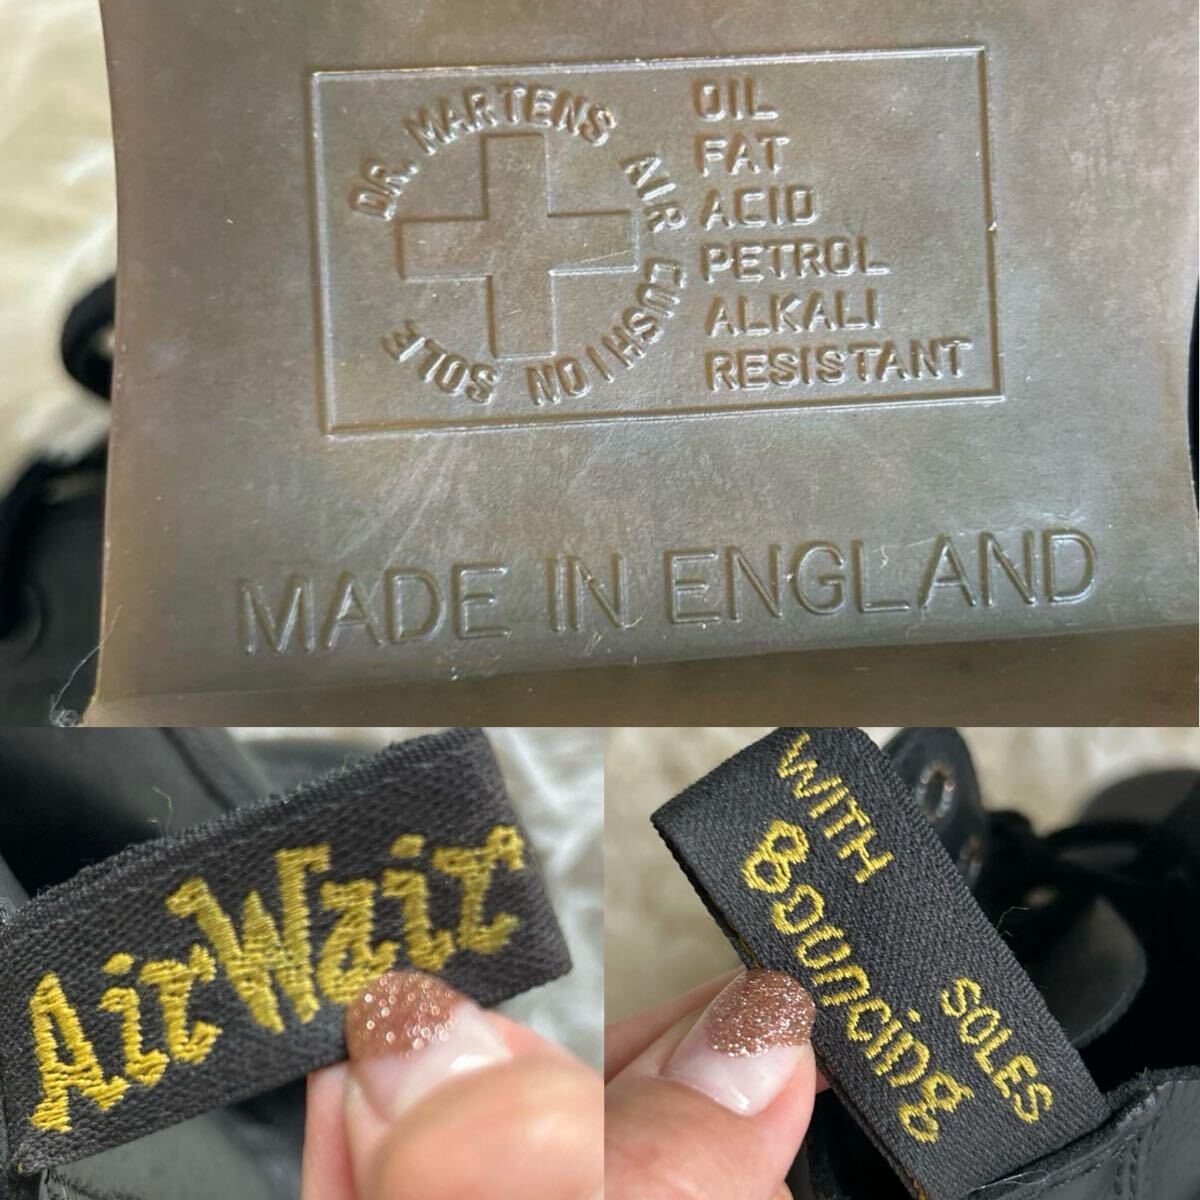 DR. MARTENS AIR CUSHION SOLE
OIL
FAT
ACID
PETROL
ALKALI
RESISTANT
MADE IN ENGLAND
AirWair
WITH
Bouncing
SOLES